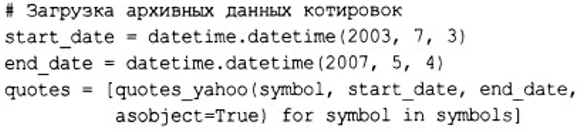 # Загрузка архивных данных котировок
start_date = datetime.datetime(2003, 7, 3)
end_date = datetime.datetime(2007, 5, 4)
quotes = [quotes_yahoo(symbol, start_date, end_date,
asobject=True) for symbol in symbols]